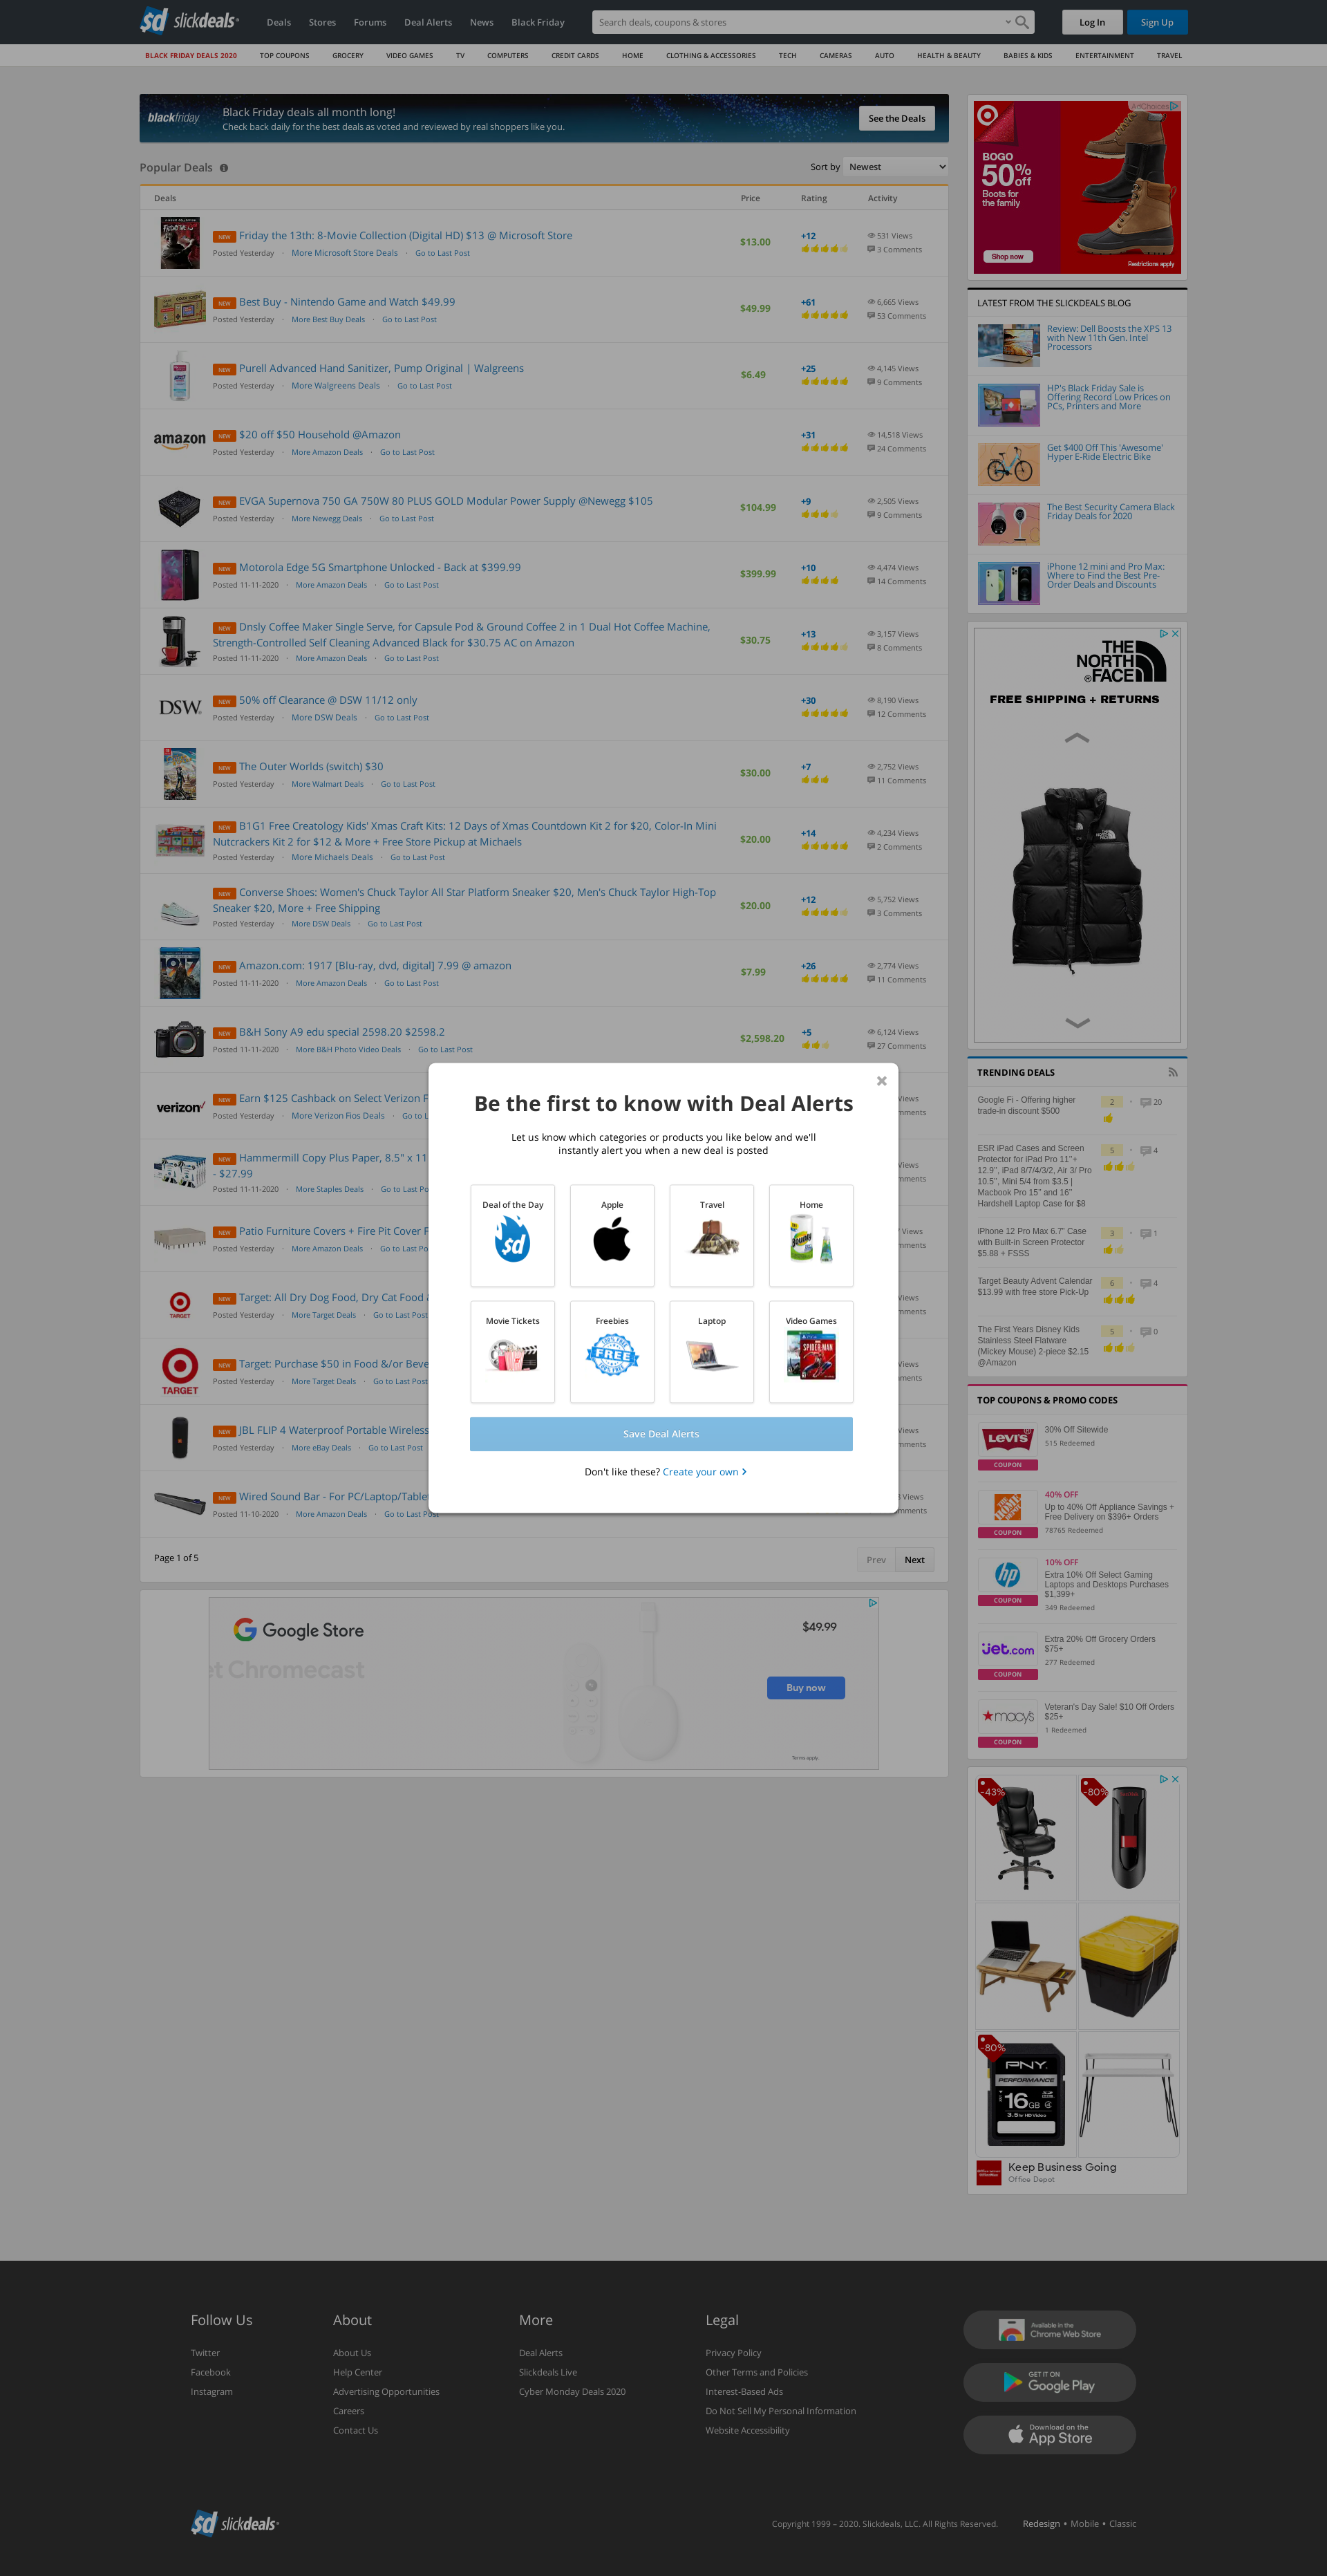 slickdeals
Deals
Stores
Forums
Deal Alerts
News
Black Friday
Search deals, coupons & stores
Log In
Sign Up
BLACK FRIDAY DEALS 2020
TOP COUPONS
GROCERY
VIDEO GAMES
TV
COMPUTERS
CREDIT CARDS
HOME
CLOTHING & ACCESSORIES
TECH
CAMERAS
AUTO
HEALTH & BEAUTY
BABIES & KIDS
ENTERTAINMENT
TRAVEL
blackfriday
Black Friday deals all month long!
Check back daily for the best deals as voted and reviewed by real shoppers like you.
See the Deals
Popular Deals
Sort by Newest
Deals Price Rating Activity
NEW Friday the 13th: 8-Movie Collection (Digital HD) $13 @ Microsoft Store
Posted Yesterday · More Microsoft Store Deals · Go to Last Post
$13.00
+12
531 Views
3 Comments
NEW Best Buy - Nintendo Game and Watch $49.99
Posted Yesterday · More Best Buy Deals · Go to Last Post
$49.99
+61
6,665 Views
53 Comments
NEW Purell Advanced Hand Sanitizer, Pump Original | Walgreens
Posted Yesterday · More Walgreens Deals · Go to Last Post
$6.49
+25
4,145 Views
9 Comments
amazon
NEW $20 off $50 Household @Amazon
Posted Yesterday · More Amazon Deals · Go to Last Post
+31
14,518 Views
24 Comments
NEW EVGA Supernova 750 GA 750W 80 PLUS GOLD Modular Power Supply @Newegg $105
Posted Yesterday · More Newegg Deals · Go to Last Post
$104.99
+9
2,505 Views
9 Comments
NEW Motorola Edge 5G Smartphone Unlocked - Back at $399.99
Posted 11-11-2020 · More Amazon Deals · Go to Last Post
$399.99
+10
4,474 Views
14 Comments
NEW Dnsly Coffee Maker Single Serve, for Capsule Pod & Ground Coffee 2 in 1 Dual Hot Coffee Machine,
Strength-Controlled Self Cleaning Advanced Black for $30.75 AC on Amazon
Posted 11-11-2020 · More Amazon Deals · Go to Last Post
$30.75
+13
3,157 Views
8 Comments
DSW
NEW 50% off Clearance @ DSW 11/12 only
Posted Yesterday · More DSW Deals · Go to Last Post
+30
8,190 Views
12 Comments
NEW The Outer Worlds (switch) $30
Posted Yesterday · More Walmart Deals · Go to Last Post
$30.00
+7
2,752 Views
11 Comments
NEW B1G1 Free Creatology Kids' Xmas Craft Kits: 12 Days of Xmas Countdown Kit 2 for $20, Color-In Mini
Nutcrackers Kit 2 for $12 & More + Free Store Pickup at Michaels
Posted Yesterday · More Michaels Deals · Go to Last Post
$20.00
+14
4,234 Views
2 Comments
NEW Converse Shoes: Women's Chuck Taylor All Star Platform Sneaker $20, Men's Chuck Taylor High-Top
Sneaker $20, More + Free Shipping
Posted Yesterday · More DSW Deals · Go to Last Post
$20.00
+12
5,752 Views
3 Comments
1917
NEW Amazon.com: 1917 [Blu-ray, dvd, digital] 7.99 @ amazon
Posted 11-11-2020 · More Amazon Deals · Go to Last Post
$7.99
+26
2,774 Views
11 Comments
NEW B&H Sony A9 edu special 2598.20 $2598.2
Posted 11-11-2020 · More B&H Photo Video Deals · Go to Last Post
$2,598.20
+5
6,124 Views
27 Comments
verizon
NEW Earn $125 Cashback on Select Verizon F
Posted Yesterday · More Verizon Fios Deals · Go to L
Views
mments
NEW Hammermill Copy Plus Paper, 8.5" x 11
- $27.99
Posted 11-11-2020 · More Staples Deals · Go to Last Po
Views
mments
NEW Patio Furniture Covers + Fire Pit Cover F
Posted Yesterday · More Amazon Deals · Go to Last Po
Views
mments
TARGET
NEW Target: All Dry Dog Food, Dry Cat Food &
Posted Yesterday · More Target Deals · Go to Last Post
Views
mments
TARGET
NEW Target: Purchase $50 in Food &/or Beve
Posted Yesterday · More Target Deals · Go to Last Post
Views
ments
NEW JBL FLIP 4 Waterproof Portable Wireless
Posted Yesterday · More eBay Deals · Go to Last Post
Views
mments
NEW Wired Sound Bar - For PC/Laptop/Tablet
Posted 11-10-2020 · More Amazon Deals · Go to Last Post
Views
mments
Page 1 of 5
Prev
Next
Be the first to know with Deal Alerts
Let us know which categories or products you like below and we'll
instantly alert you when a new deal is posted
Deal of the Day
Apple
Travel
Home
Bounty
Movie Tickets
Freebies
Laptop
Video Games
FREE
SPIDER-MAN
Save Deal Alerts
Don't like these? Create your own
Google Store
et Chromecast
$49.99
Buy now
Terms apply
AdChoices
BOGO
50% off
Boots for
the family
Shop now
Restrictions apply
LATEST FROM THE SLICKDEALS BLOG
Review: Dell Boosts the XPS 13
with New 11th Gen. Intel
Processors
HP's Black Friday Sale is
Offering Record Low Prices on
PCs, Printers and More
Get $400 Off This 'Awesome'
Hyper E-Ride Electric Bike
The Best Security Camera Black
Friday Deals for 2020
iPhone 12 mini and Pro Max:
Where to Find the Best Pre-
Order Deals and Discounts
THE
NORTH
FACE
FREE SHIPPING + RETURNS
TRENDING DEALS
Google Fi - Offering higher
trade-in discount $500
2 · 20
ESR iPad Cases and Screen
Protector for iPad Pro 11"+
12.9", iPad 8/7/4/3/2, Air 3/ Pro
10.5", Mini 5/4 from $3.5 |
Macbook Pro 15" and 16"
Hardshell Laptop Case for $8
5 · 4
iPhone 12 Pro Max 6.7" Case
with Built-in Screen Protector
$5.88 + FSSS
3 · 1
Target Beauty Advent Calendar
$13.99 with free store Pick-Up
6 · 4
The First Years Disney Kids
Stainless Steel Flatware
(Mickey Mouse) 2-piece $2.15
@Amazon
5 · 0
TOP COUPONS & PROMO CODES
LEVI'S
COUPON
30% Off Sitewide
515 Redeemed
COUPON
40% OFF
Up to 40% Off Appliance Savings +
Free Delivery on $396+ Orders
78765 Redeemed
hp
COUPON
10% OFF
Extra 10% Off Select Gaming
Laptops and Desktops Purchases
$1,399+
349 Redeemed
jet.com
COUPON
Extra 20% Off Grocery Orders
$75+
277 Redeemed
macy's
COUPON
Veteran's Day Sale! $10 Off Orders
$25+
1 Redeemed
-43%
-80%
-80%
PNY
PERFORMANCE
16 GB
3.5hr HD Video
Keep Business Going
Office Depot
Follow Us
Twitter
Facebook
Instagram
About
About Us
Help Center
Advertising Opportunities
Careers
Contact Us
More
Deal Alerts
Slickdeals Live
Cyber Monday Deals 2020
Legal
Privacy Policy
Other Terms and Policies
Interest-Based Ads
Do Not Sell My Personal Information
Website Accessibility
Available in the
Chrome Web Store
GET IT ON
Google Play
Download on the
App Store
slickdeals
Copyright 1999 – 2020. Slickdeals, LLC. All Rights Reserved.
Redesign • Mobile • Classic